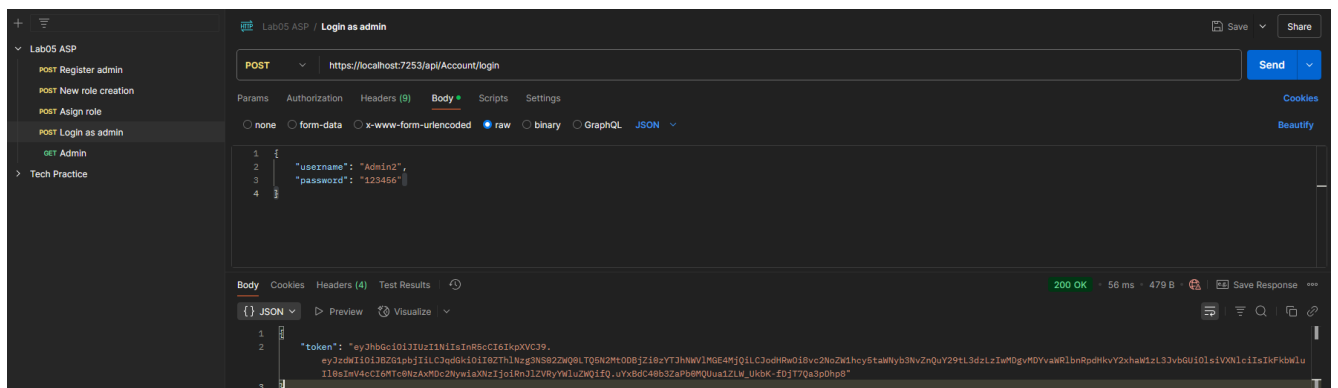 Lab05 ASP / Login as admin
Save
Share
Lab05 ASP
POST Register admin
POST New role creation
POST Asign role
POST Login as admin
GET Admin
Tech Practice
POST
https://localhost:7253/api/Account/login
Send
Params Authorization Headers (9) Body Scripts Settings
Cookies
none form-data x-www-form-urlencoded raw binary GraphQL JSON
Beautify
1 {
2 "username": "Admin2",
3 "password": "123456"
4 }
Body Cookies Headers (4) Test Results
200 OK 56 ms 479 B
Save Response
{} JSON Preview Visualize
1 {
2 "token": "eyJhbGciOiJIUzI1NiIsInR5cCI6IkpXVCJ9.
3 }